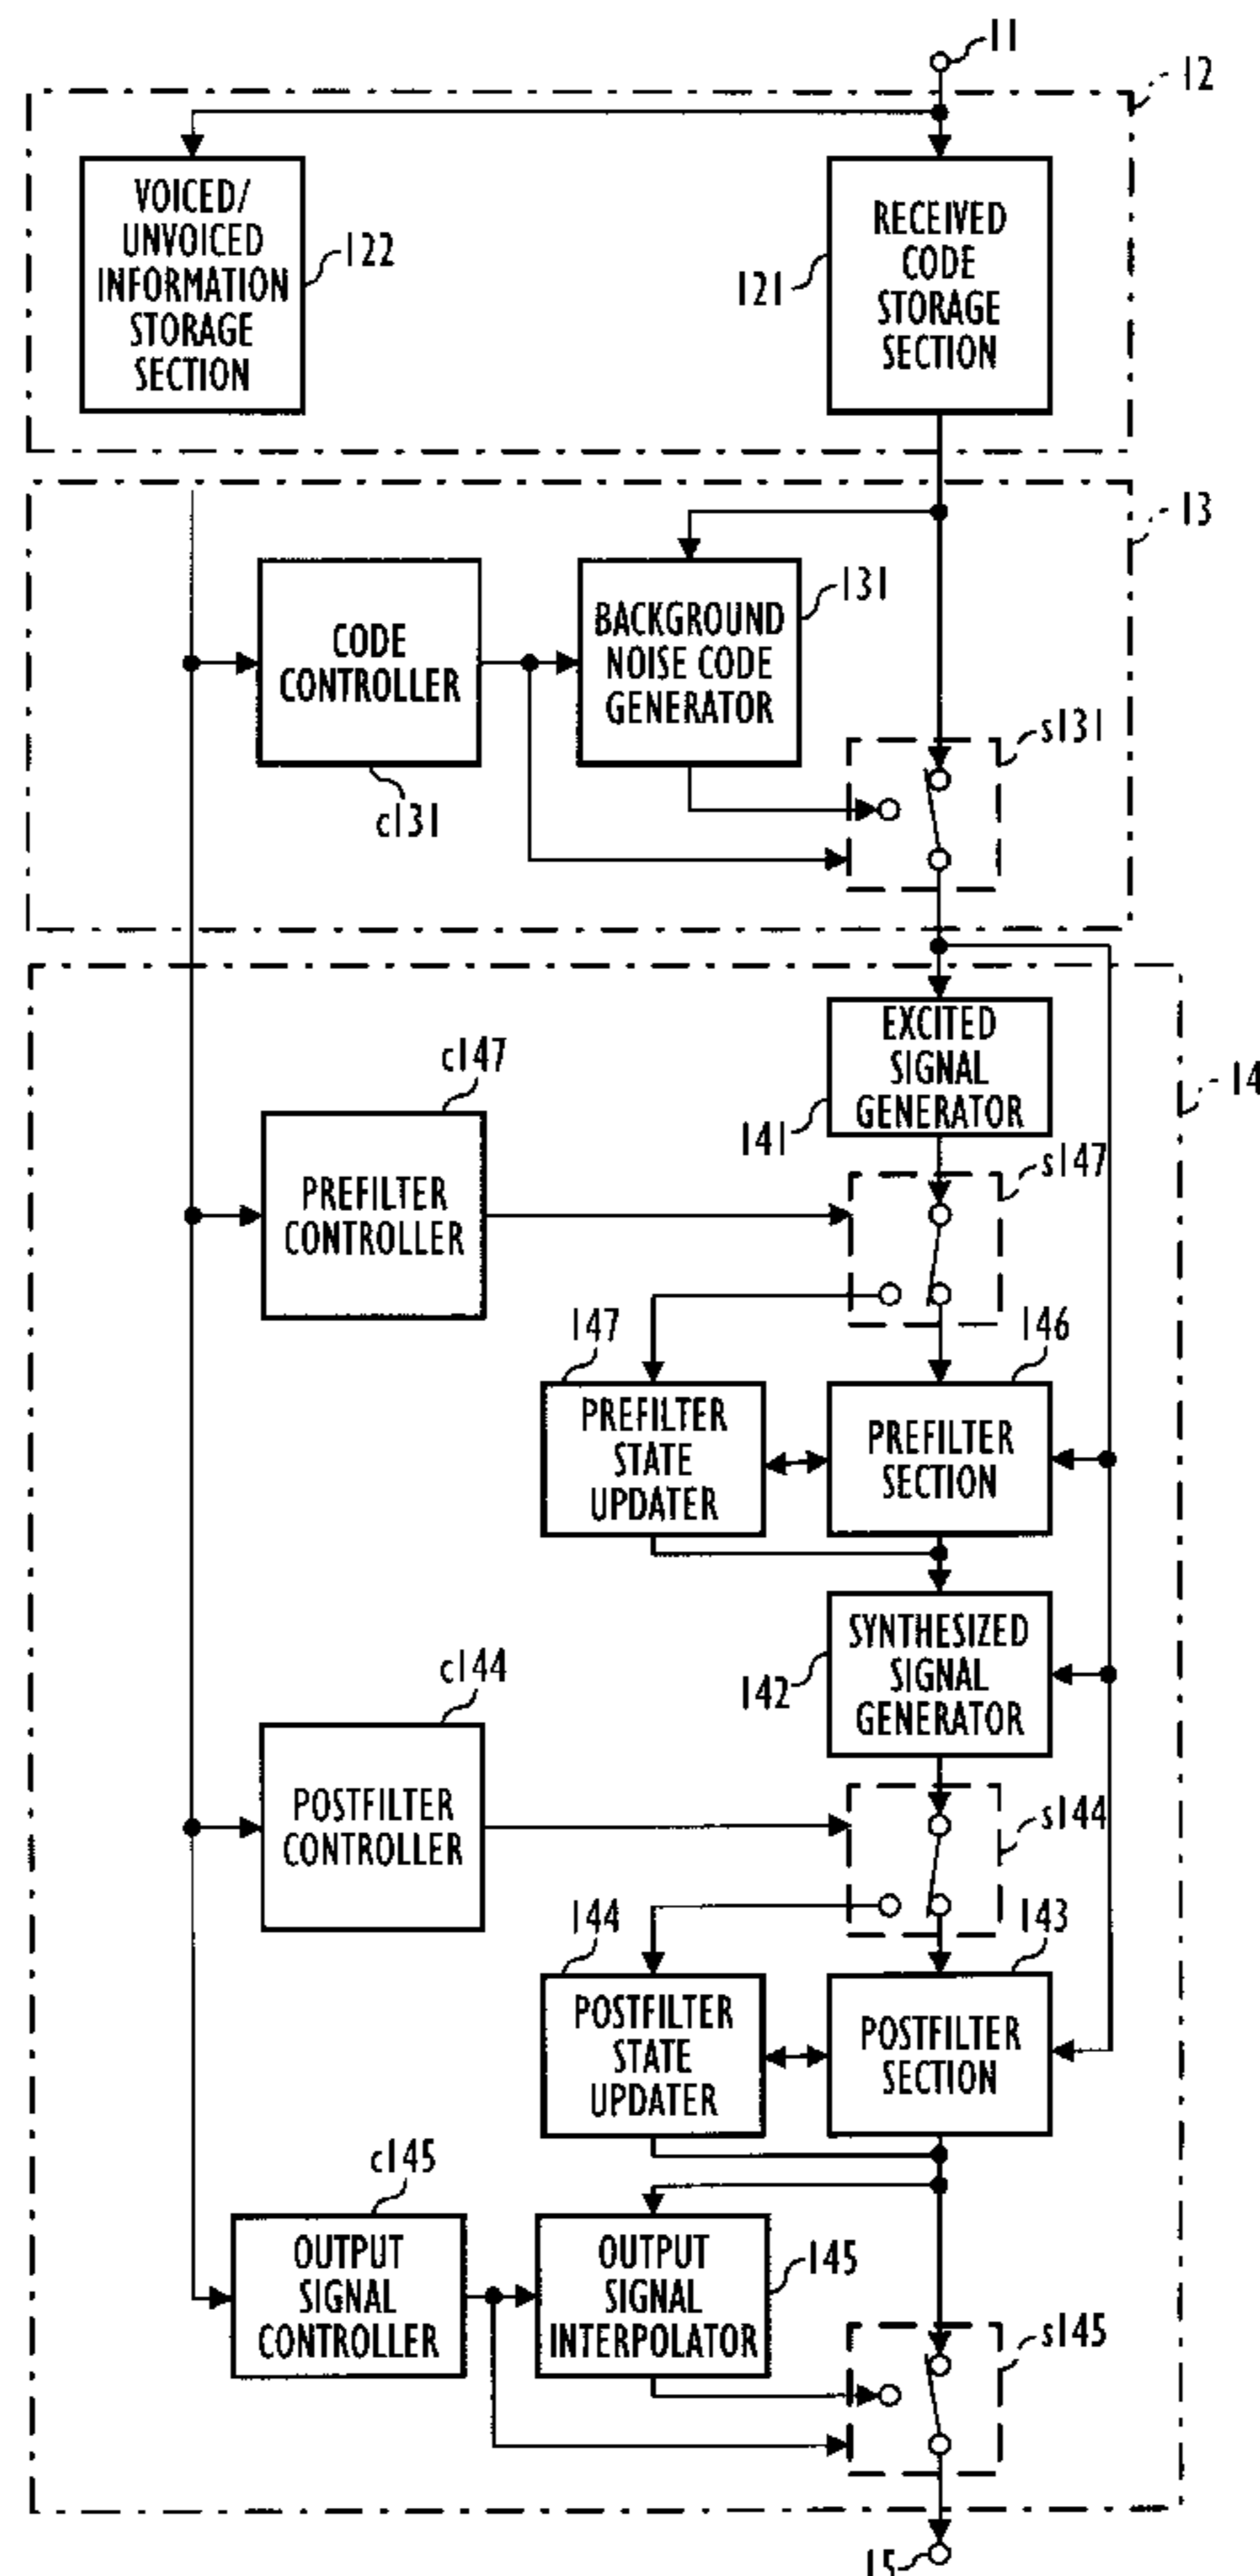 11
12
VOICED/
UNVOICED
INFORMATION
STORAGE
SECTION
122
121
RECEIVED
CODE
STORAGE
SECTION
13
CODE
CONTROLLER
c131
BACKGROUND
NOISE CODE
GENERATOR
131
s131
14
EXCITED
SIGNAL
GENERATOR
141
c147
PREFILTER
CONTROLLER
s147
147
PREFILTER
STATE
UPDATER
146
PREFILTER
SECTION
SYNTHESIZED
SIGNAL
GENERATOR
142
c144
POSTFILTER
CONTROLLER
s144
144
POSTFILTER
STATE
UPDATER
143
POSTFILTER
SECTION
c145
OUTPUT
SIGNAL
CONTROLLER
OUTPUT
SIGNAL
INTERPOLATOR
145
s145
15